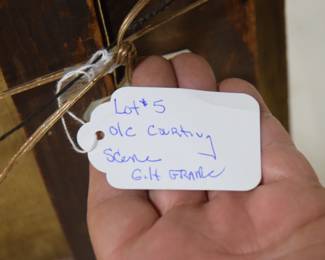 Lot # 5
O/C Courting
Scene
Gilt Frame